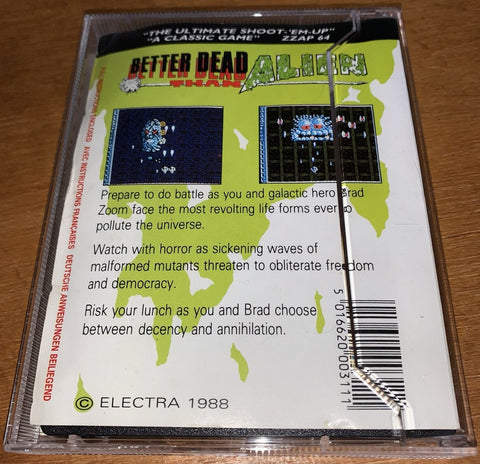 "THE ULTIMATE SHOOT-'EM-UP"
"A CLASSIC GAME" ZZAP 64
BETTER DEAD
THAN
ALIEN
Prepare to do battle as you and galactic hero Brad
Zoom face the most revolting life forms ever to
pollute the universe.
Watch with horror as sickening waves of
malformed mutants threaten to obliterate freedom
and democracy.
Risk your lunch as you and Brad choose
between decency and annihilation.
© ELECTRA 1988
5 016620 003111
ENCLOSED AVEC INSTRUCTIONS FRANÇAISES DEUTSCHE ANWEISUNGEN BEILIEGEND